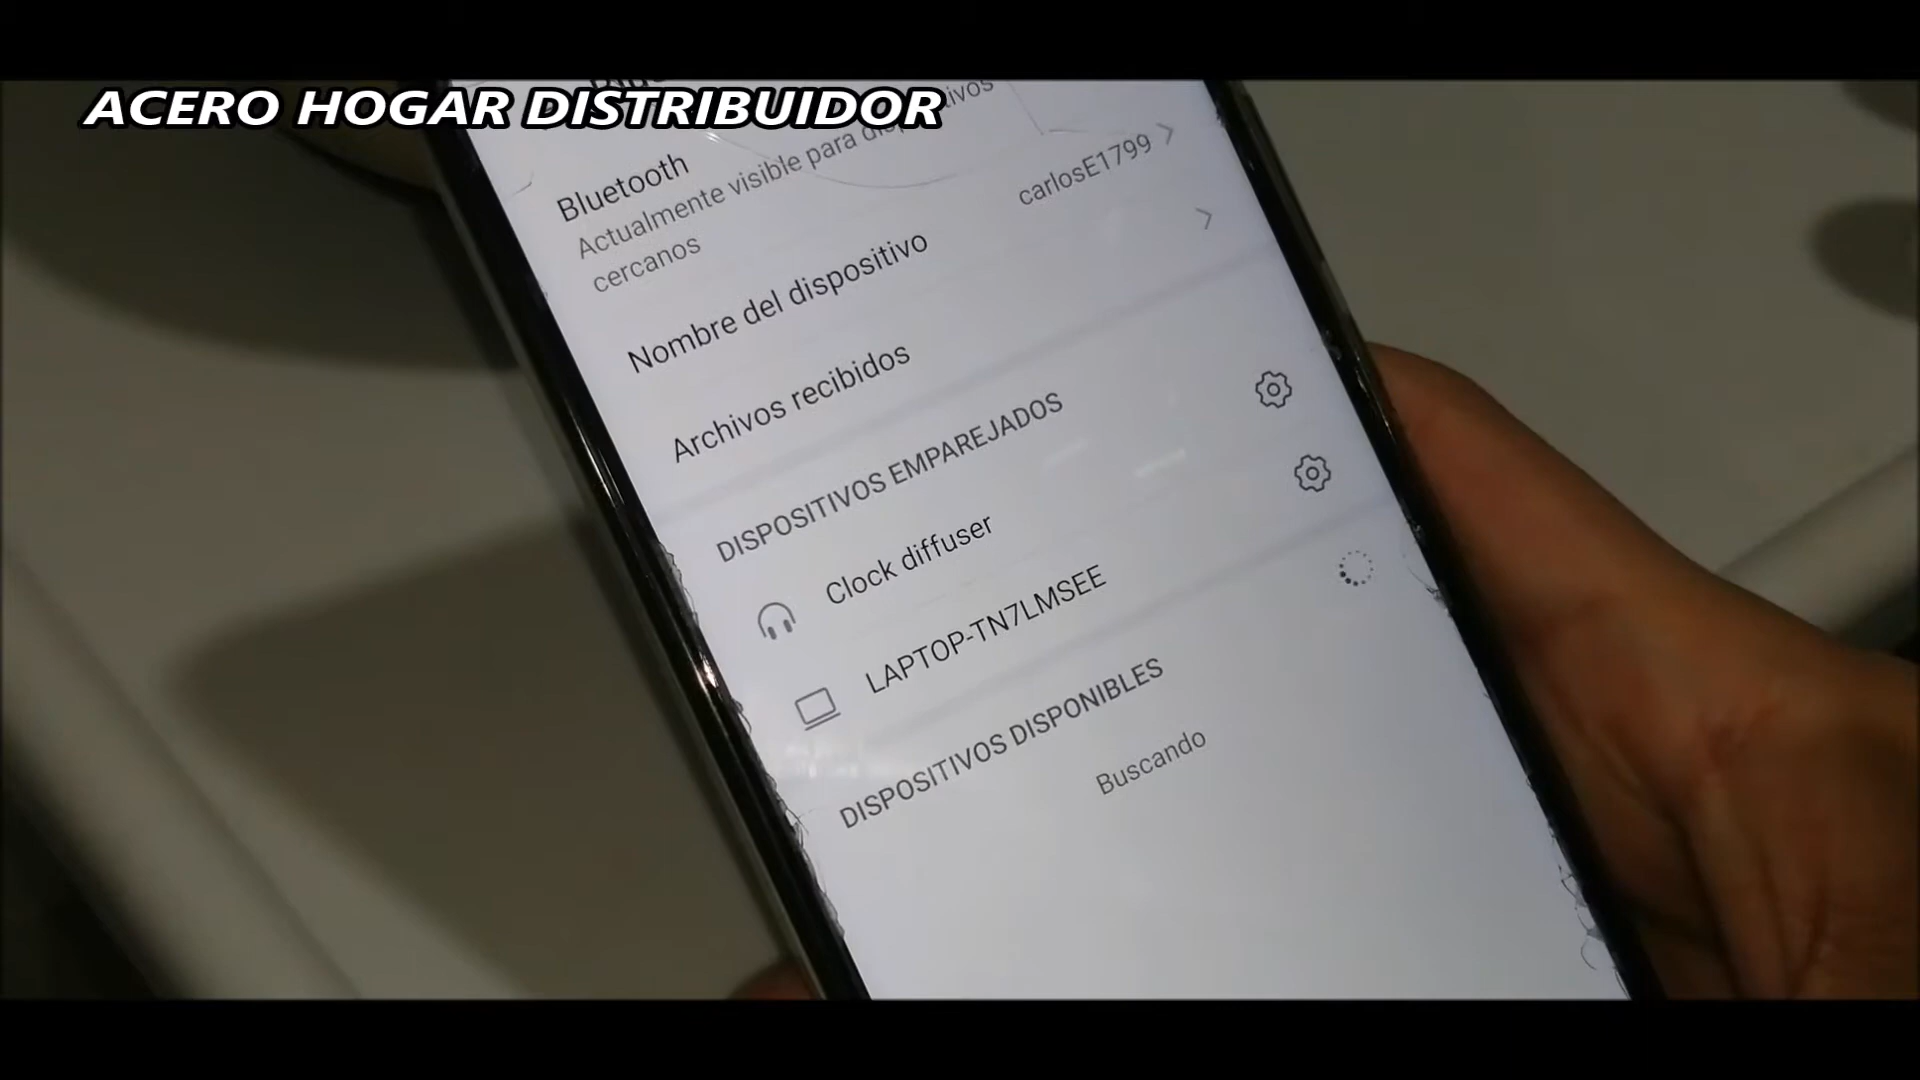 ACERO HOGAR DISTRIBUIDOR
Bluetooth
Actualmente visible para dispositivos
cercanos
Nombre del dispositivo
carlosE1799
Archivos recibidos
DISPOSITIVOS EMPAREJADOS
Clock diffuser
LAPTOP-TN7LMSEE
DISPOSITIVOS DISPONIBLES
Buscando